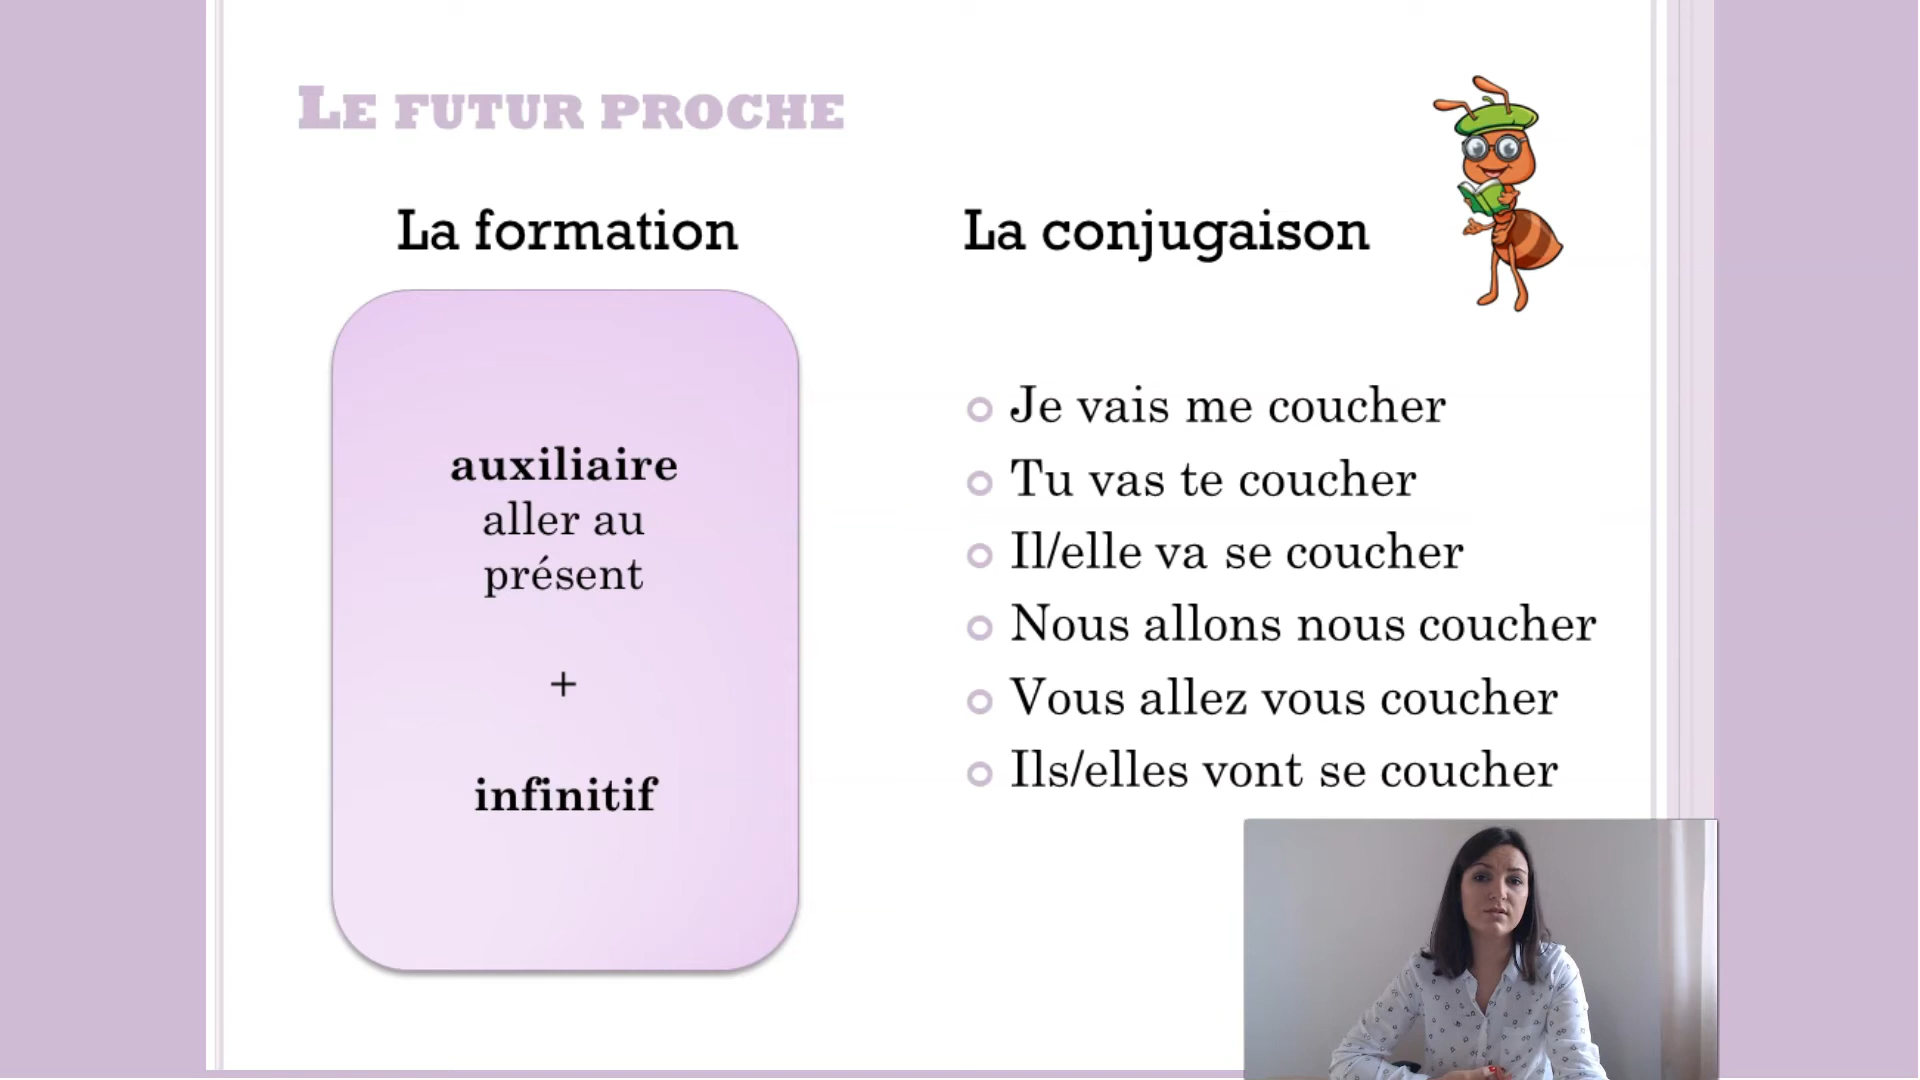 LE FUTUR PROCHE
La formation
auxiliaire
aller au
présent
+
infinitif
La conjugaison
Je vais me coucher
Tu vas te coucher
Il/elle va se coucher
Nous allons nous coucher
Vous allez vous coucher
Ils/elles vont se coucher